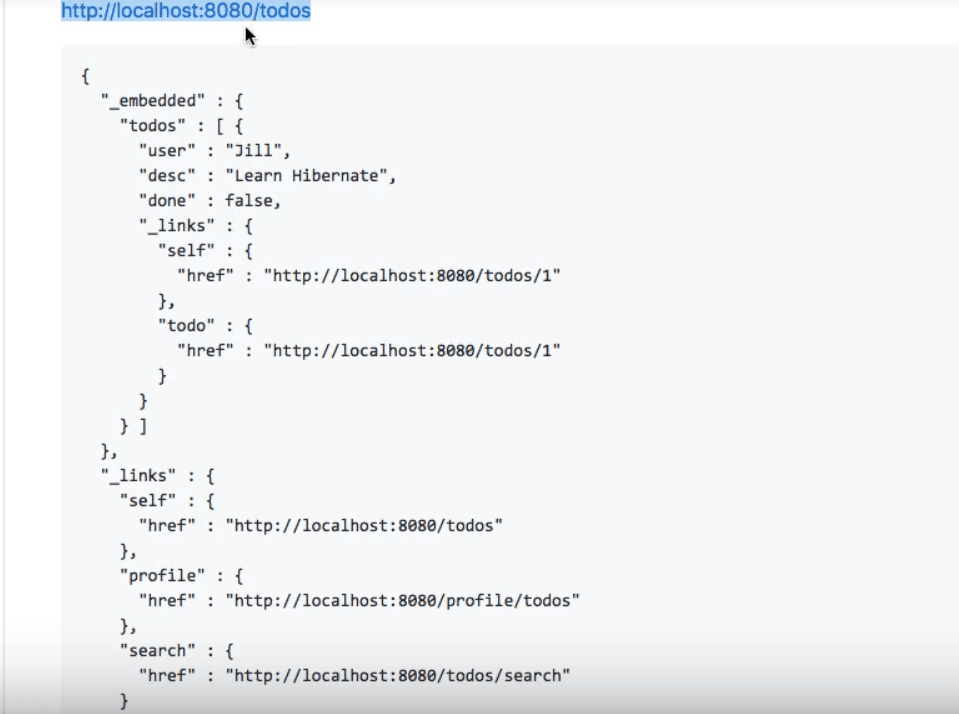 http://localhost:8080/todos
{
  "_embedded" : {
    "todos" : [ {
      "user" : "Jill",
      "desc" : "Learn Hibernate",
      "done" : false,
      "_links" : {
        "self" : {
          "href" : "http://localhost:8080/todos/1"
        },
        "todo" : {
          "href" : "http://localhost:8080/todos/1"
        }
      }
    } ]
  },
  "_links" : {
    "self" : {
      "href" : "http://localhost:8080/todos"
    },
    "profile" : {
      "href" : "http://localhost:8080/profile/todos"
    },
    "search" : {
      "href" : "http://localhost:8080/todos/search"
    }